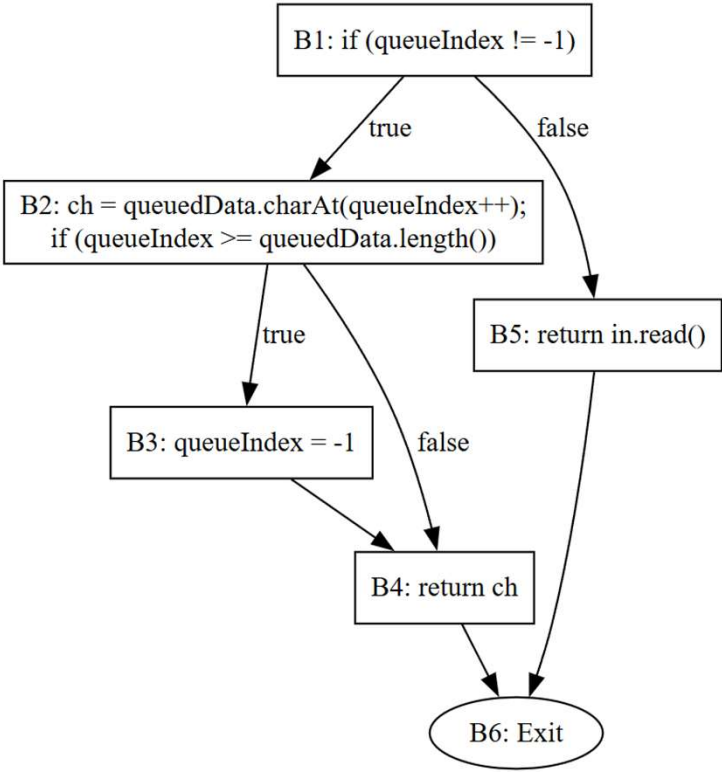 B1: if (queueIndex != -1)
true
false
B2: ch = queuedData.charAt(queueIndex++);
if (queueIndex >= queuedData.length())
true
B5: return in.read()
B3: queueIndex = -1
false
B4: return ch
B6: Exit